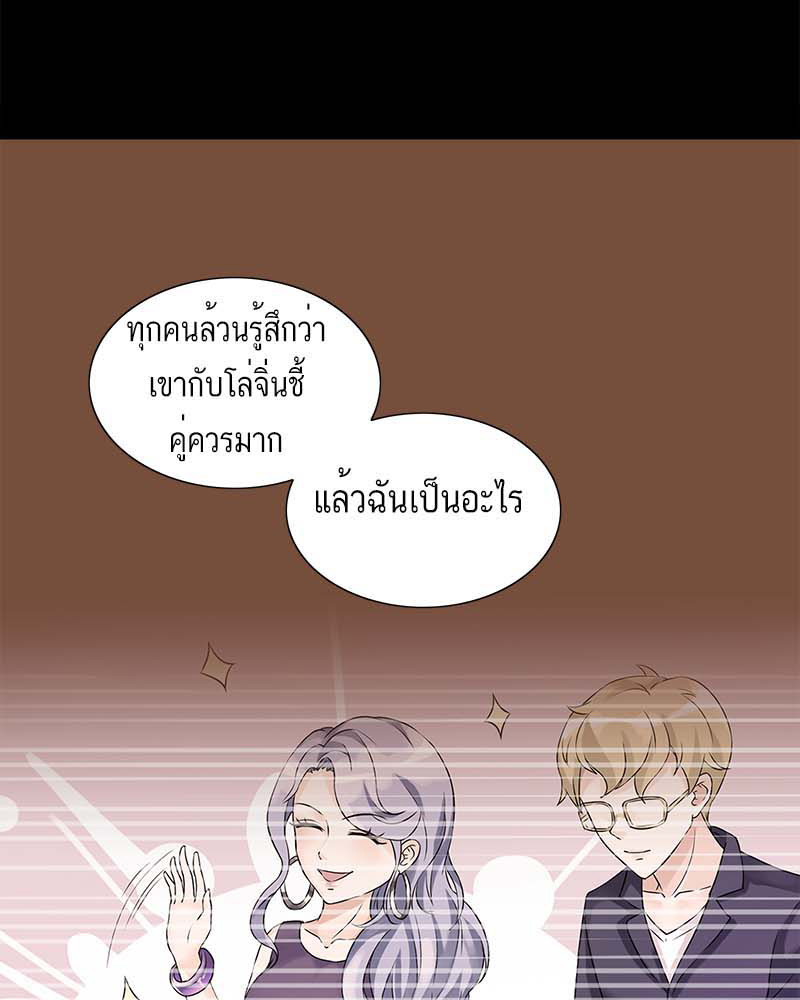 ทุกคนล้วนรู้สึกว่า
เขากับโล่จิ่นชี้
คู่ควรมาก
แล้วฉันเป็นอะไร